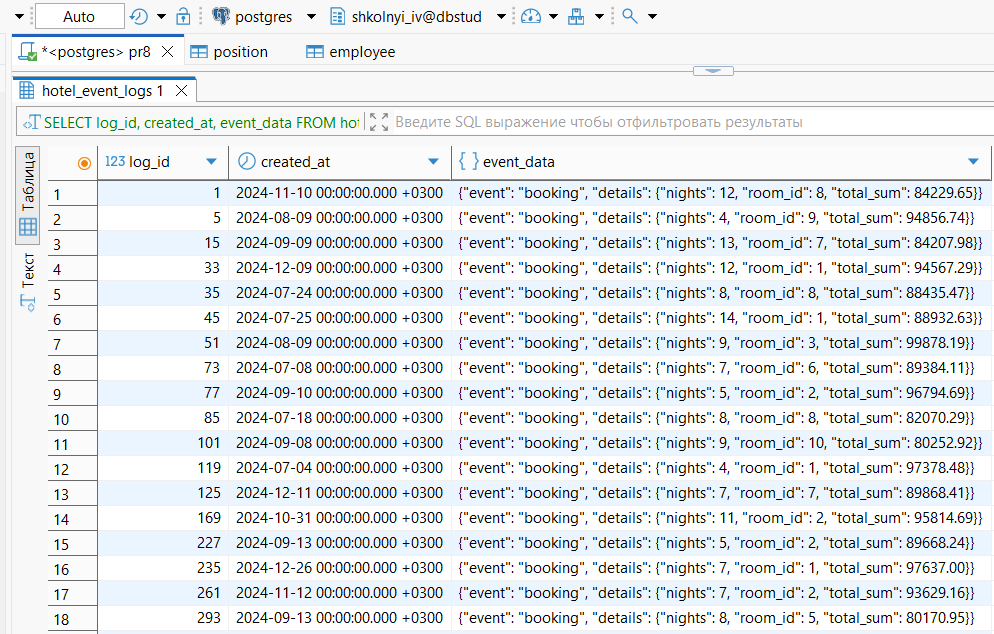 Auto postgres shkolnyi_iv@dbstud
*<postgres> pr8 position employee
hotel_event_logs 1
SELECT log_id, created_at, event_data FROM hot Введите SQL выражение чтобы отфильтровать результаты
Таблица
Текст
123 log_id created_at { } event_data
1 1 2024-11-10 00:00:00.000 +0300 {"event": "booking", "details": {"nights": 12, "room_id": 8, "total_sum": 84229.65}}
2 5 2024-08-09 00:00:00.000 +0300 {"event": "booking", "details": {"nights": 4, "room_id": 9, "total_sum": 94856.74}}
3 15 2024-09-09 00:00:00.000 +0300 {"event": "booking", "details": {"nights": 13, "room_id": 7, "total_sum": 84207.98}}
4 33 2024-12-09 00:00:00.000 +0300 {"event": "booking", "details": {"nights": 12, "room_id": 1, "total_sum": 94567.29}}
5 35 2024-07-24 00:00:00.000 +0300 {"event": "booking", "details": {"nights": 8, "room_id": 8, "total_sum": 88435.47}}
6 45 2024-07-25 00:00:00.000 +0300 {"event": "booking", "details": {"nights": 14, "room_id": 1, "total_sum": 88932.63}}
7 51 2024-08-09 00:00:00.000 +0300 {"event": "booking", "details": {"nights": 9, "room_id": 3, "total_sum": 99878.19}}
8 73 2024-07-08 00:00:00.000 +0300 {"event": "booking", "details": {"nights": 7, "room_id": 6, "total_sum": 89384.11}}
9 77 2024-09-10 00:00:00.000 +0300 {"event": "booking", "details": {"nights": 5, "room_id": 2, "total_sum": 96794.69}}
10 85 2024-07-18 00:00:00.000 +0300 {"event": "booking", "details": {"nights": 8, "room_id": 8, "total_sum": 82070.29}}
11 101 2024-09-08 00:00:00.000 +0300 {"event": "booking", "details": {"nights": 9, "room_id": 10, "total_sum": 80252.92}}
12 119 2024-07-04 00:00:00.000 +0300 {"event": "booking", "details": {"nights": 4, "room_id": 1, "total_sum": 97378.48}}
13 125 2024-12-11 00:00:00.000 +0300 {"event": "booking", "details": {"nights": 7, "room_id": 7, "total_sum": 89868.41}}
14 169 2024-10-31 00:00:00.000 +0300 {"event": "booking", "details": {"nights": 11, "room_id": 2, "total_sum": 95814.69}}
15 227 2024-09-13 00:00:00.000 +0300 {"event": "booking", "details": {"nights": 5, "room_id": 2, "total_sum": 89668.24}}
16 235 2024-12-26 00:00:00.000 +0300 {"event": "booking", "details": {"nights": 7, "room_id": 1, "total_sum": 97637.00}}
17 261 2024-11-12 00:00:00.000 +0300 {"event": "booking", "details": {"nights": 7, "room_id": 2, "total_sum": 93629.16}}
18 293 2024-09-13 00:00:00.000 +0300 {"event": "booking", "details": {"nights": 8, "room_id": 5, "total_sum": 80170.95}}